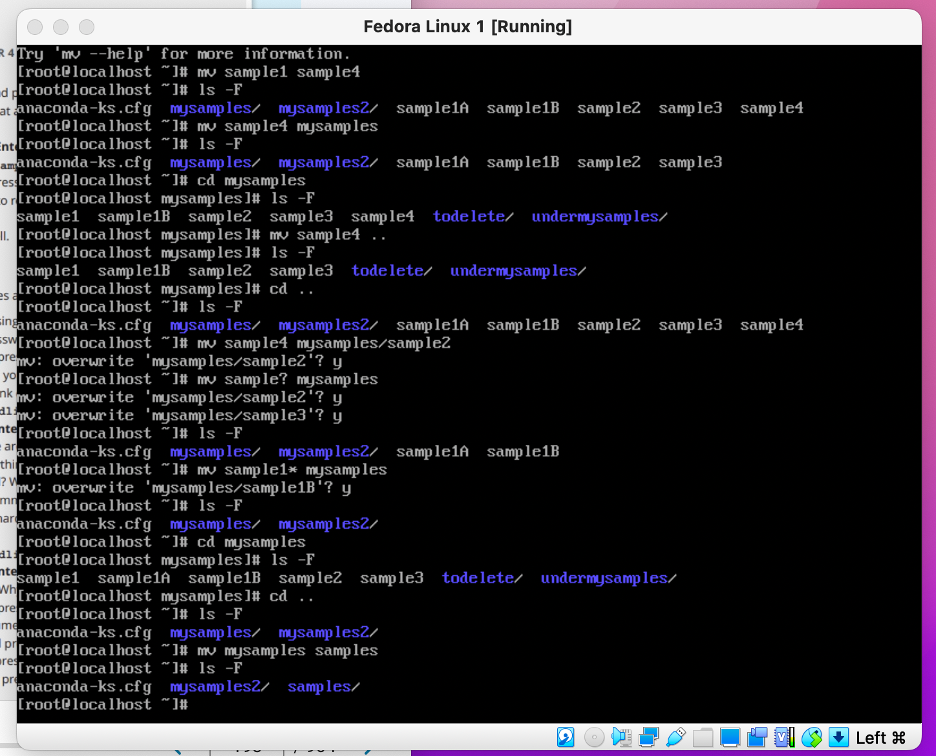 Fedora Linux 1 [Running]
Try 'mv --help' for more information.
[root@localhost ~]# mv sample1 sample4
[root@localhost ~]# ls -F
anaconda-ks.cfg mysamples/ mysamples2/ sample1A sample1B sample2 sample3 sample4
[root@localhost ~]# mv sample4 mysamples
[root@localhost ~]# ls -F
anaconda-ks.cfg mysamples/ mysamples2/ sample1A sample1B sample2 sample3
[root@localhost ~]# cd mysamples
[root@localhost mysamples]# ls -F
sample1 sample1B sample2 sample3 sample4 todelete/ undermysamples/
[root@localhost mysamples]# mv sample4 ..
[root@localhost mysamples]# ls -F
sample1 sample1B sample2 sample3 todelete/ undermysamples/
[root@localhost mysamples]# cd ..
[root@localhost ~]# ls -F
anaconda-ks.cfg mysamples/ mysamples2/ sample1A sample1B sample2 sample3 sample4
[root@localhost ~]# mv sample4 mysamples/sample2
mv: overwrite 'mysamples/sample2'? y
[root@localhost ~]# mv sample? mysamples
mv: overwrite 'mysamples/sample2'? y
mv: overwrite 'mysamples/sample3'? y
[root@localhost ~]# ls -F
anaconda-ks.cfg mysamples/ mysamples2/ sample1A sample1B
[root@localhost ~]# mv sample1* mysamples
mv: overwrite 'mysamples/sample1B'? y
[root@localhost ~]# ls -F
anaconda-ks.cfg mysamples/ mysamples2/
[root@localhost ~]# cd mysamples
[root@localhost mysamples]# ls -F
sample1 sample1A sample1B sample2 sample3 todelete/ undermysamples/
[root@localhost mysamples]# cd ..
[root@localhost ~]# ls -F
anaconda-ks.cfg mysamples/ mysamples2/
[root@localhost ~]# mv mysamples samples
[root@localhost ~]# ls -F
anaconda-ks.cfg mysamples2/ samples/
[root@localhost ~]#
Left ⌘